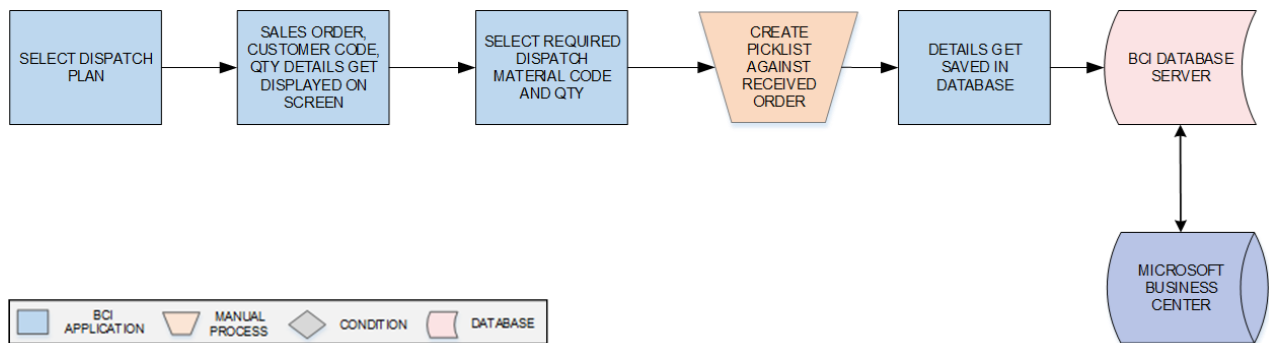 SELECT DISPATCH
PLAN
SALES ORDER,
CUSTOMER CODE,
QTY DETAILS GET
DISPLAYED ON
SCREEN
SELECT REQUIRED
DISPATCH
MATERIAL CODE
AND QTY
CREATE
PICKLIST
AGAINST
RECEIVED
ORDER
DETAILS GET
SAVED IN
DATABASE
BCI DATABASE
SERVER
MICROSOFT
BUSINESS
CENTER
BCI
APPLICATION
MANUAL
PROCESS
CONDITION
DATABASE